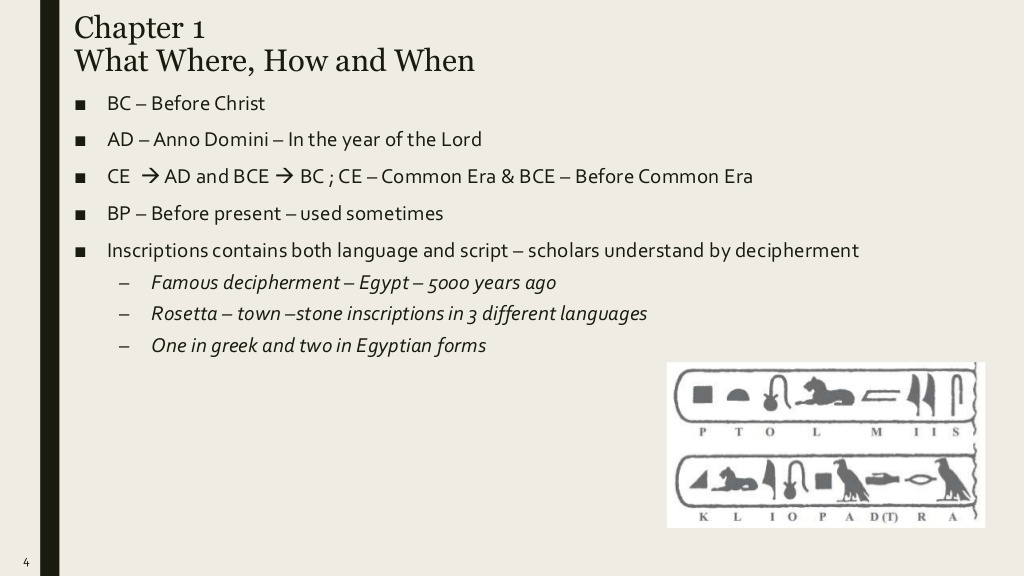 Chapter 1
What Where, How and When
■ BC – Before Christ
■ AD – Anno Domini – In the year of the Lord
■ CE → AD and BCE → BC ; CE – Common Era & BCE – Before Common Era
■ BP – Before present – used sometimes
■ Inscriptions contains both language and script – scholars understand by decipherment
– Famous decipherment – Egypt – 5000 years ago
– Rosetta – town –stone inscriptions in 3 different languages
– One in greek and two in Egyptian forms
P T O L M I I S
K L I O P A D(T) R A
4